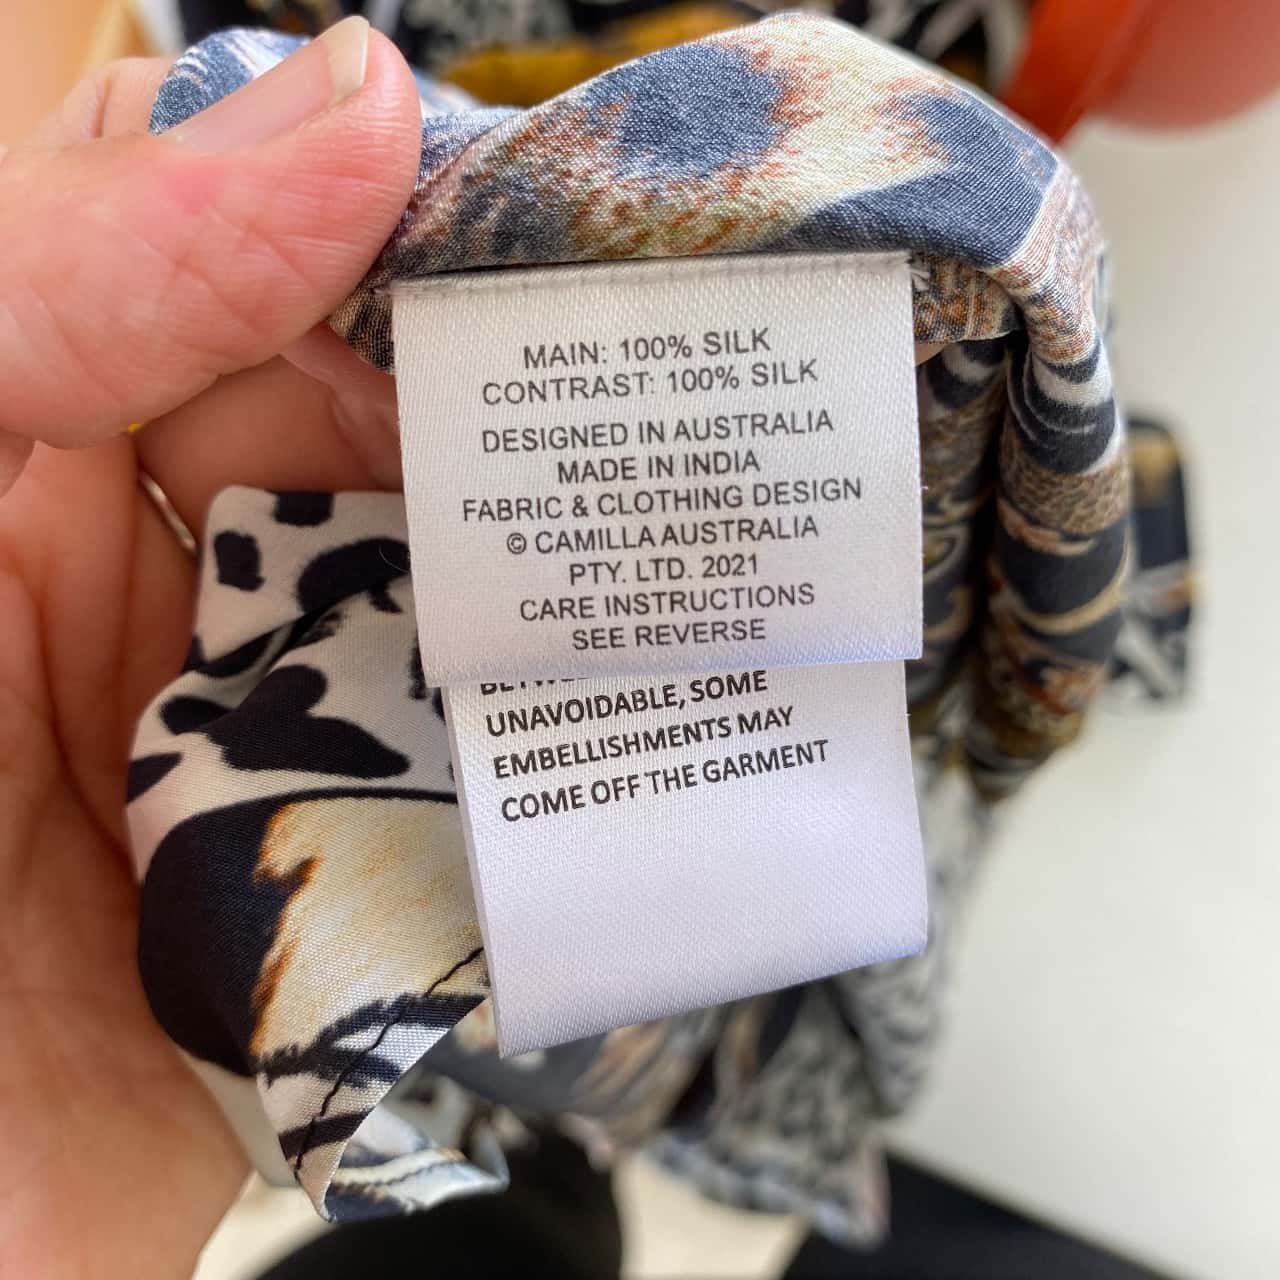 MAIN: 100% SILK
CONTRAST: 100% SILK
DESIGNED IN AUSTRALIA
MADE IN INDIA
FABRIC & CLOTHING DESIGN
© CAMILLA AUSTRALIA
PTY. LTD. 2021
CARE INSTRUCTIONS
SEE REVERSE
UNAVOIDABLE, SOME
EMBELLISHMENTS MAY
COME OFF THE GARMENT